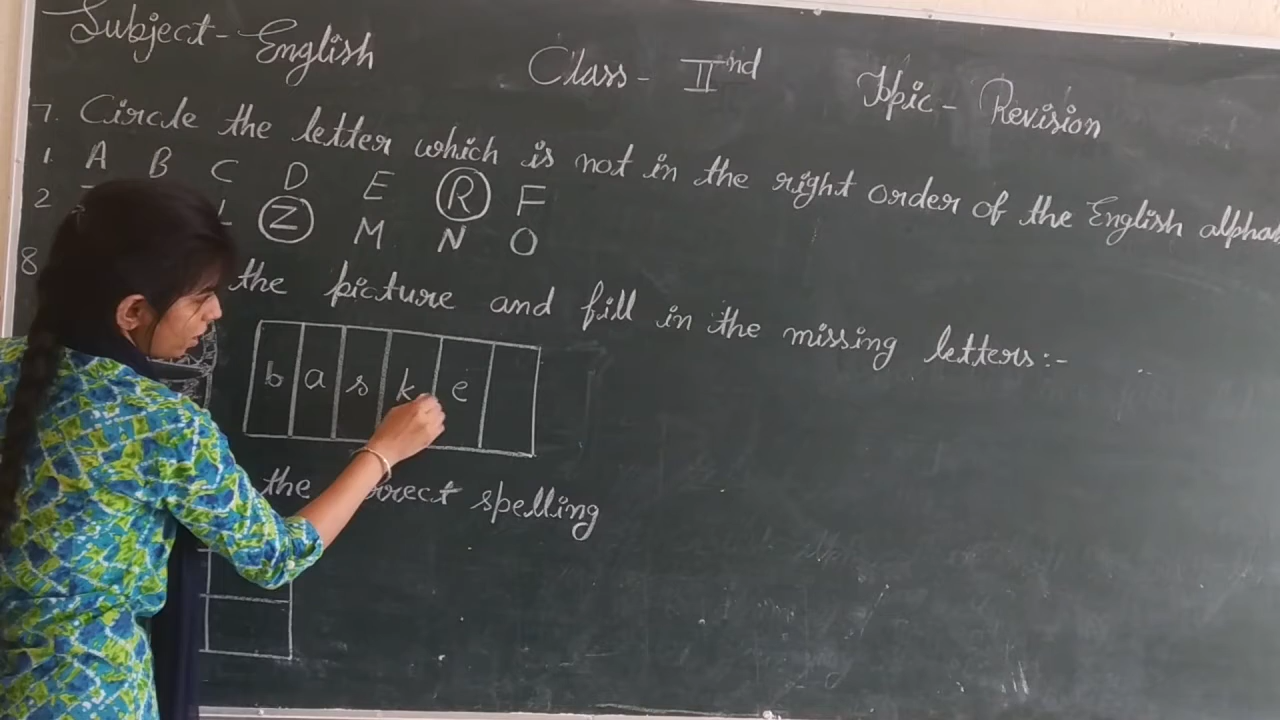 Subject- English Class- IInd Topic- Revision
7. Circle the letter which is not in the right order of the English
1. A B C D E R F
2 Z M N O
8 the picture and fill in the missing letters:-
b a s k e
the spelling